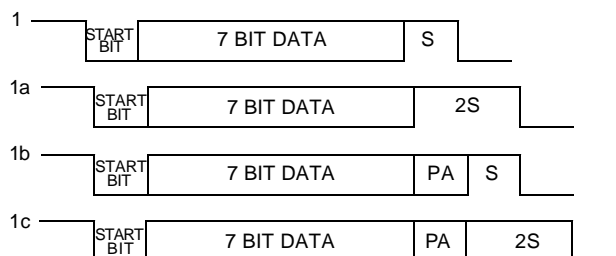 1 START BIT 7 BIT DATA S
1a START BIT 7 BIT DATA 2S
1b START BIT 7 BIT DATA PA S
1c START BIT 7 BIT DATA PA 2S